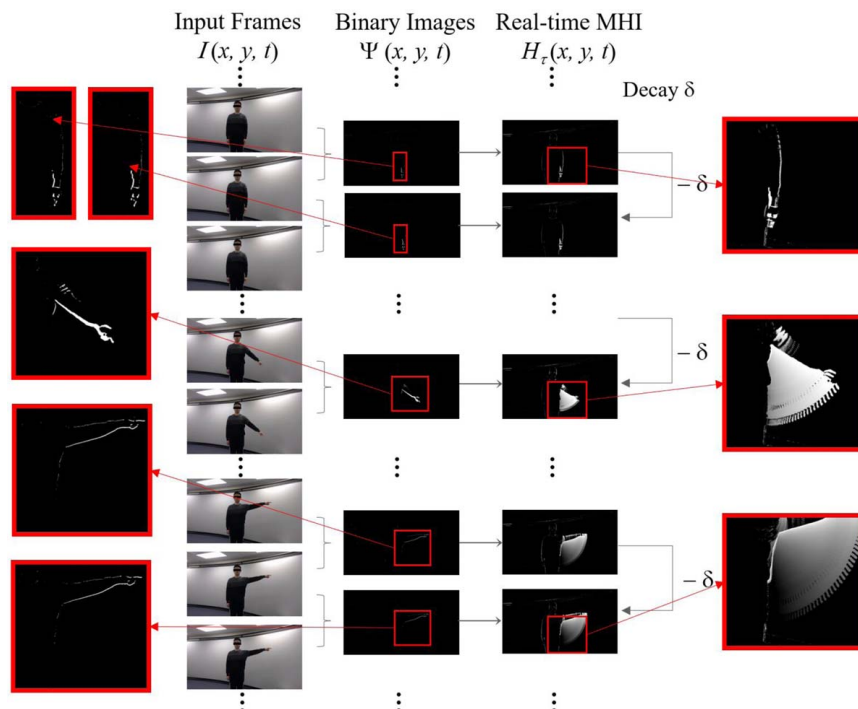 Input Frames Binary Images Real-time MHI
I(x, y, t) Ψ (x, y, t) Hτ(x, y, t)
Decay δ
− δ
− δ
− δ